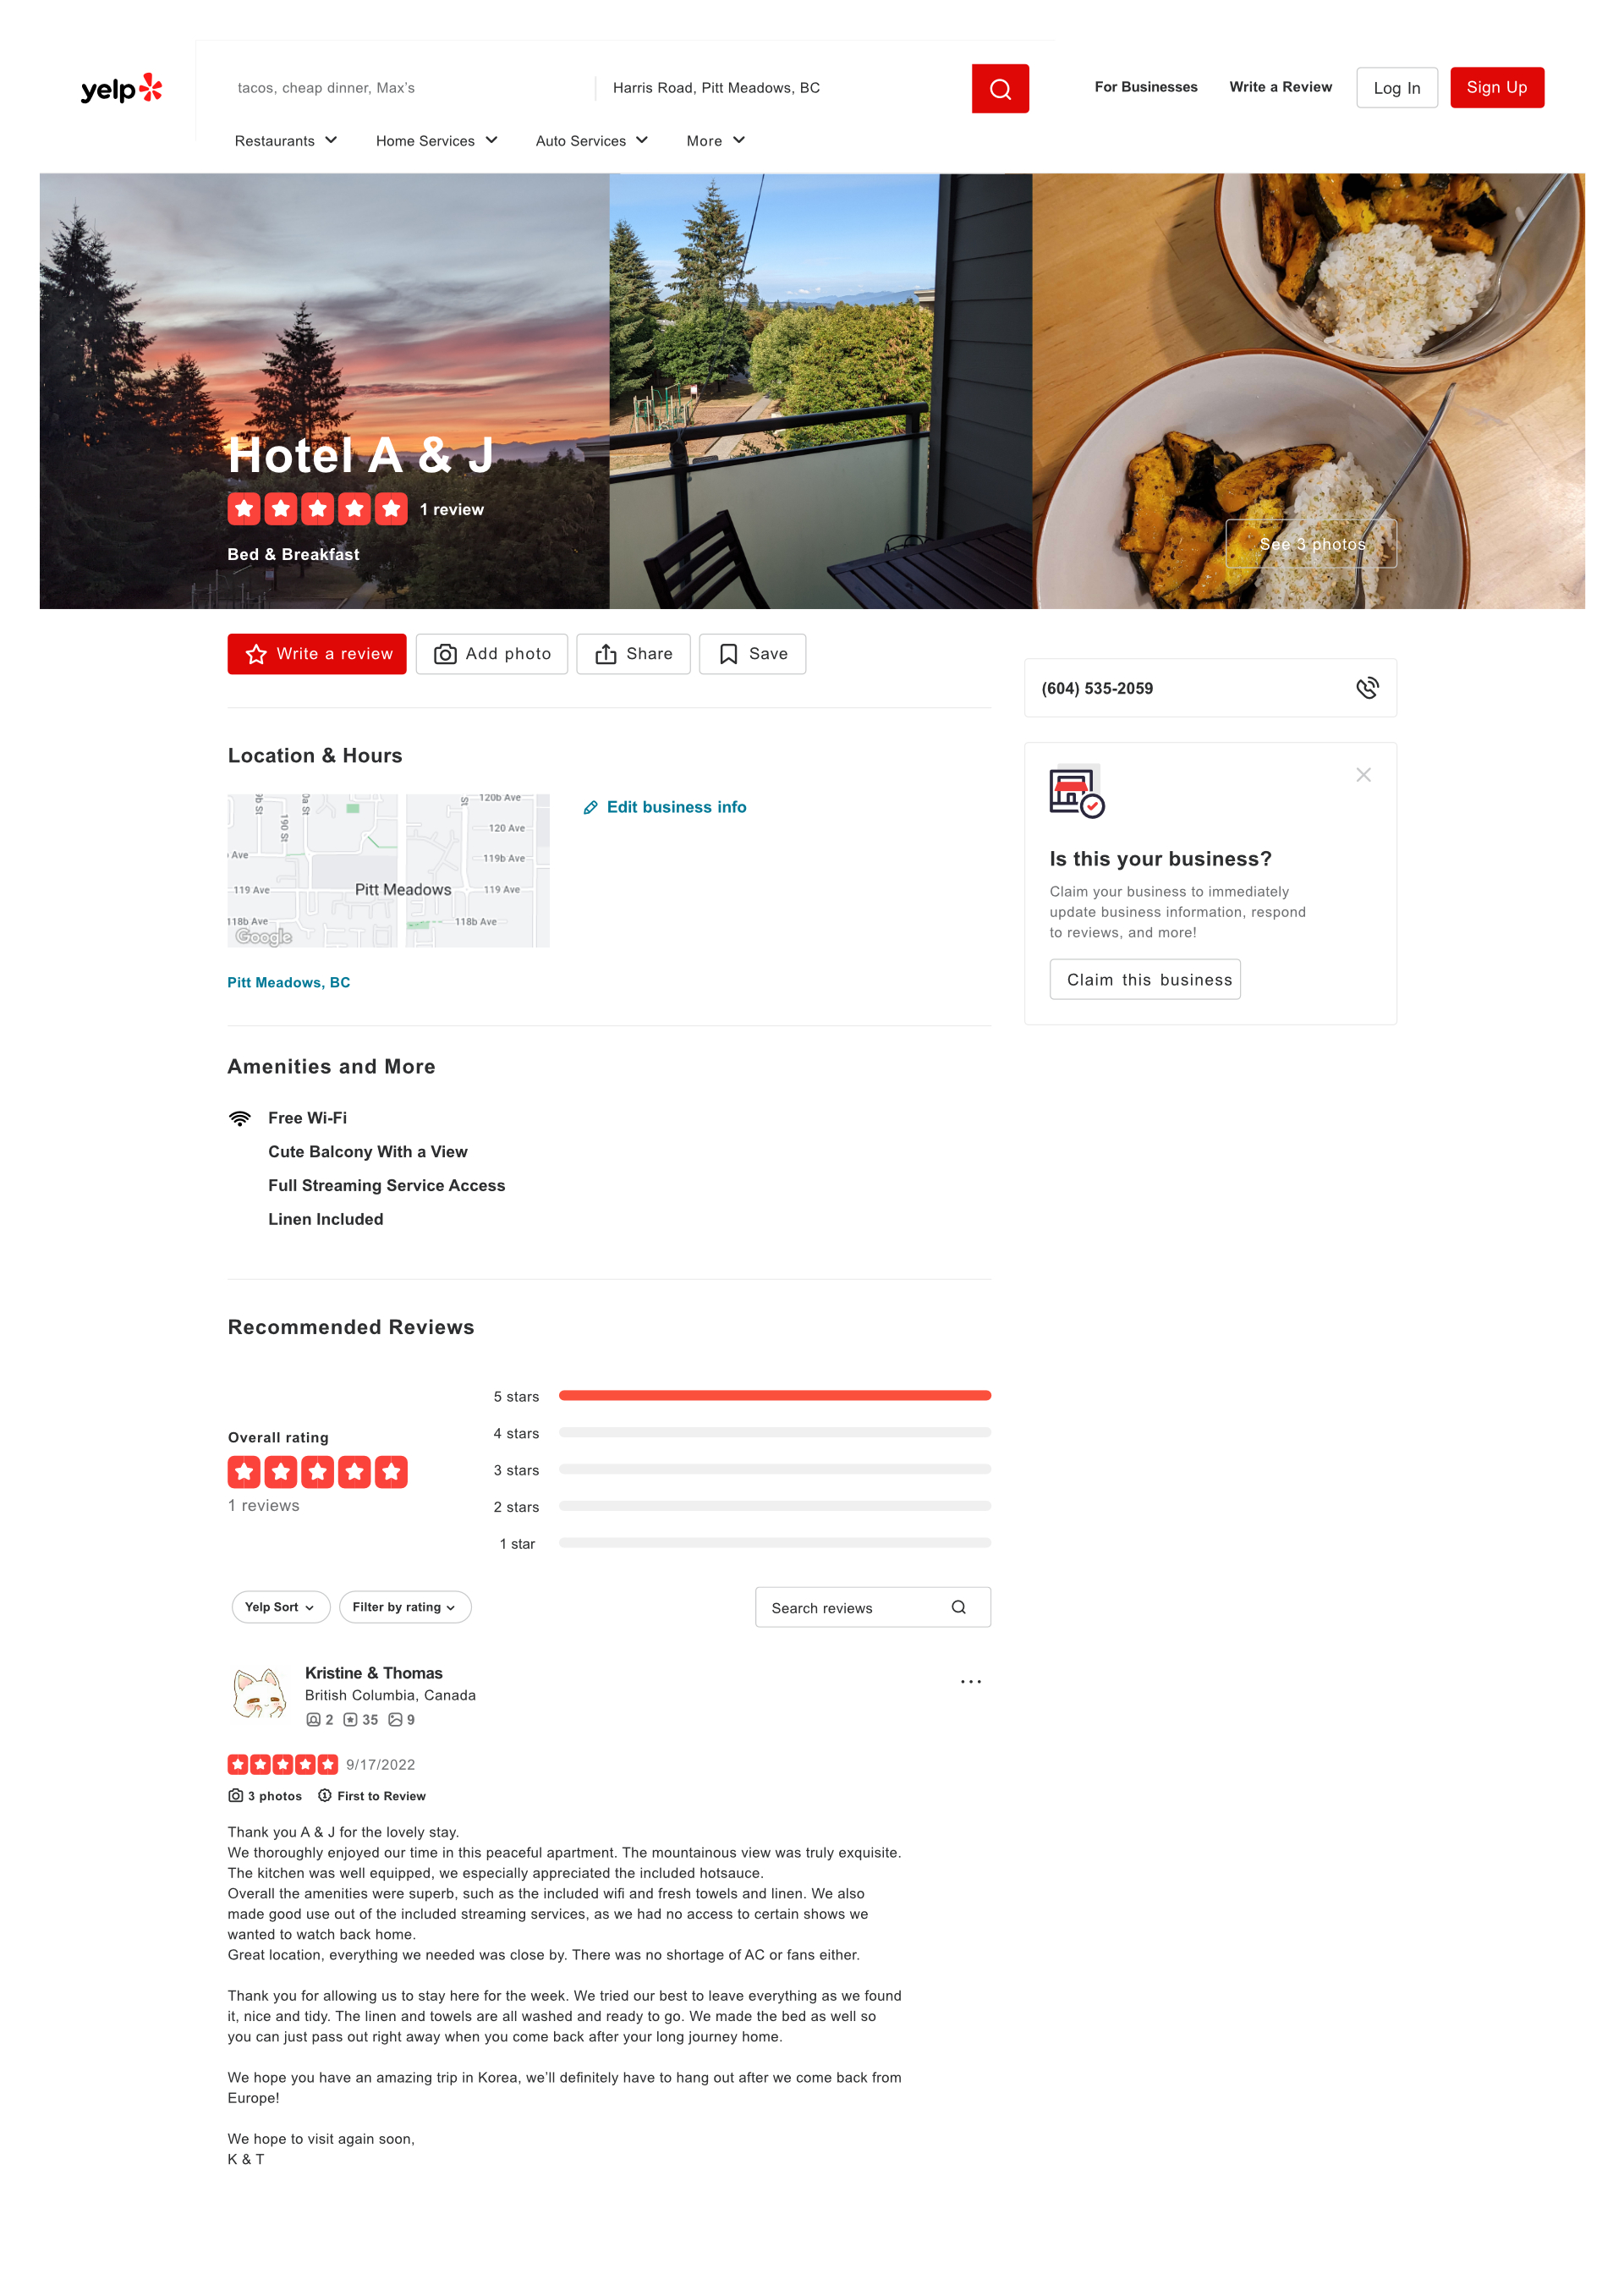 yelp
tacos, cheap dinner, Max's
Harris Road, Pitt Meadows, BC
For Businesses
Write a Review
Log In
Sign Up
Restaurants
Home Services
Auto Services
More
Hotel A & J
1 review
Bed & Breakfast
See 3 photos
Write a review
Add photo
Share
Save
(604) 535-2059
Location & Hours
9b St
190 St
0a St
St
120b Ave
120 Ave
Ave
119b Ave
119 Ave
Pitt Meadows
119 Ave
118b Ave
118b Ave
Google
Edit business info
Is this your business?
Claim your business to immediately
update business information, respond
to reviews, and more!
Claim this business
Pitt Meadows, BC
Amenities and More
Free Wi-Fi
Cute Balcony With a View
Full Streaming Service Access
Linen Included
Recommended Reviews
Overall rating
1 reviews
5 stars
4 stars
3 stars
2 stars
1 star
Yelp Sort
Filter by rating
Search reviews
Kristine & Thomas
British Columbia, Canada
2 35 9
9/17/2022
3 photos
First to Review
Thank you A & J for the lovely stay.
We thoroughly enjoyed our time in this peaceful apartment. The mountainous view was truly exquisite.
The kitchen was well equipped, we especially appreciated the included hotsauce.
Overall the amenities were superb, such as the included wifi and fresh towels and linen. We also
made good use out of the included streaming services, as we had no access to certain shows we
wanted to watch back home.
Great location, everything we needed was close by. There was no shortage of AC or fans either.
Thank you for allowing us to stay here for the week. We tried our best to leave everything as we found
it, nice and tidy. The linen and towels are all washed and ready to go. We made the bed as well so
you can just pass out right away when you come back after your long journey home.
We hope you have an amazing trip in Korea, we'll definitely have to hang out after we come back from
Europe!
We hope to visit again soon,
K & T